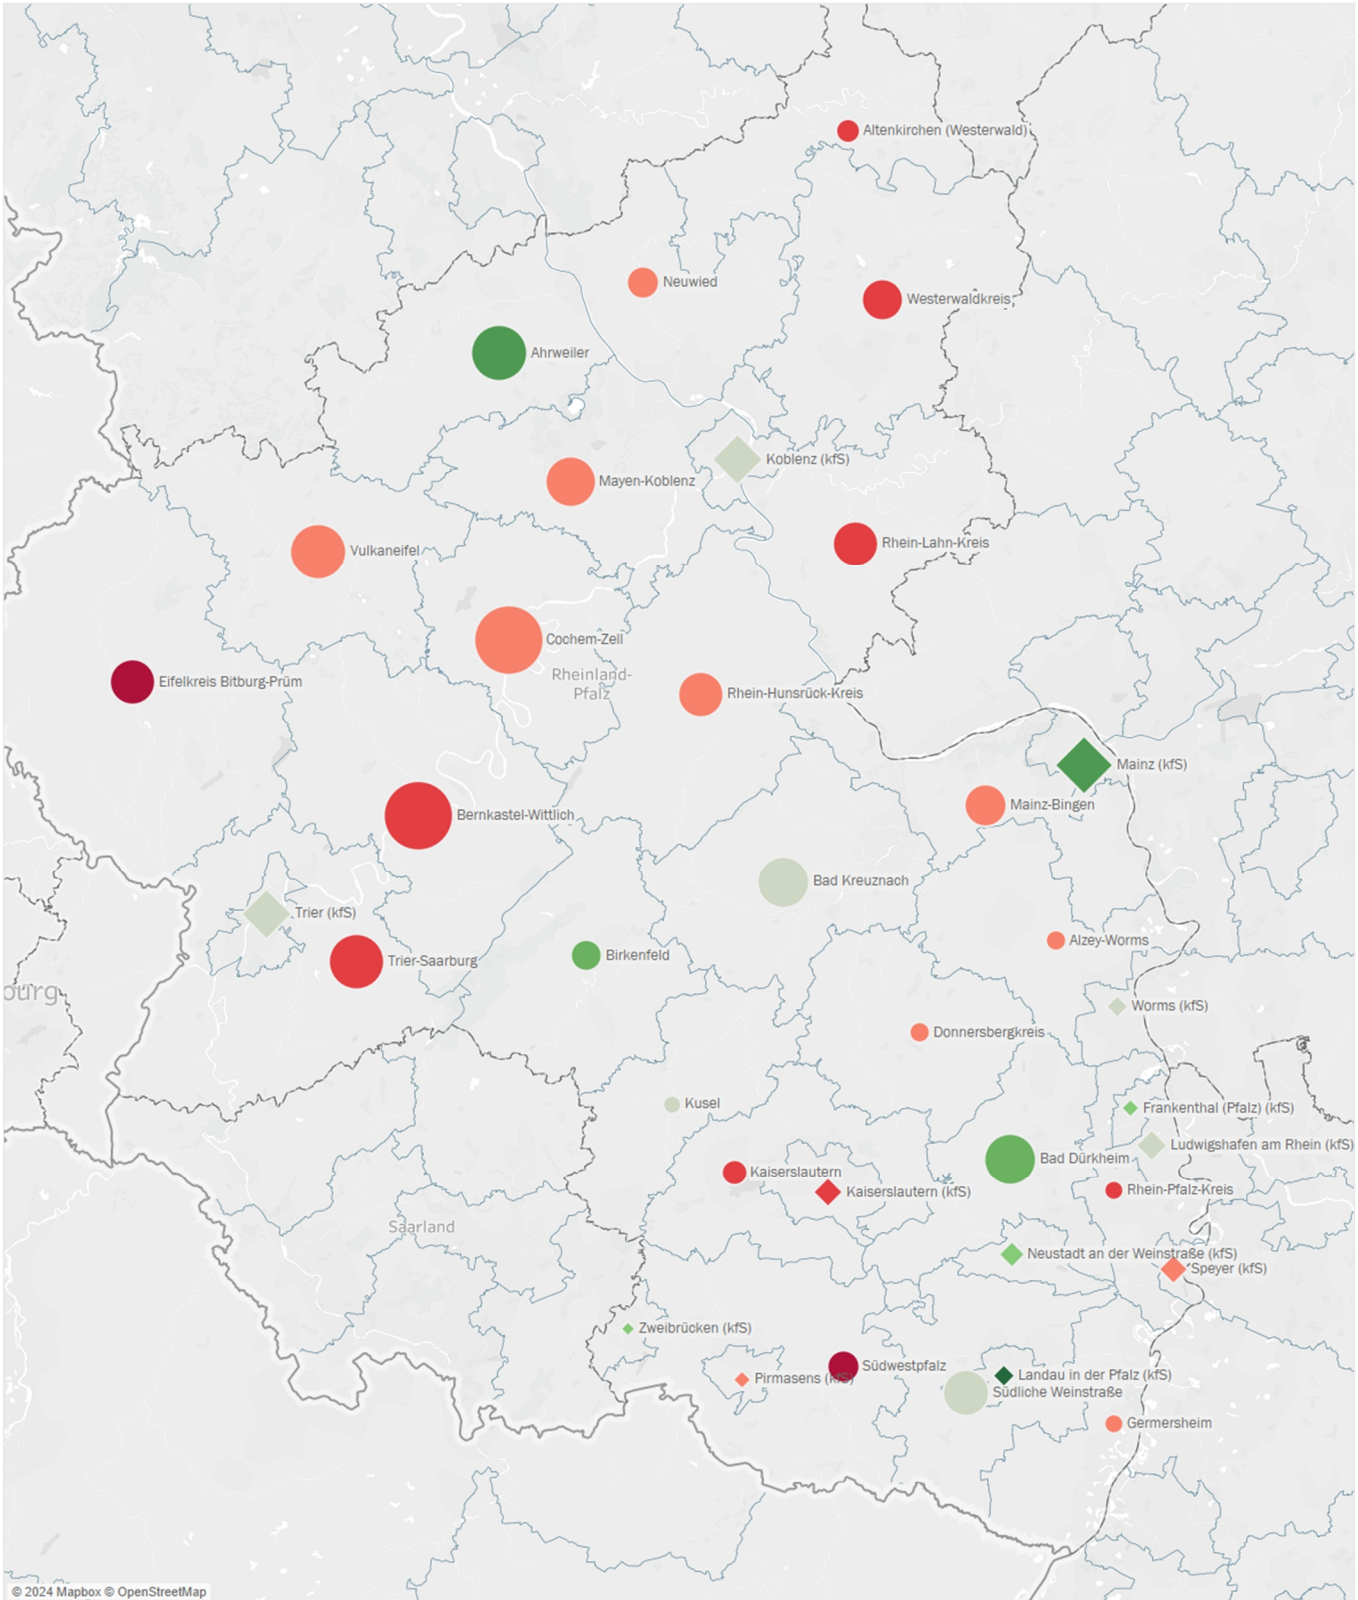 Altenkirchen (Westerwald)
Neuwied
Westerwaldkreis
Ahrweiler
Koblenz (kfS)
Mayen-Koblenz
Rhein-Lahn-Kreis
Vulkaneifel
Cochem-Zell
Rheinland-
Pfalz
Eifelkreis Bitburg-Prüm
Rhein-Hunsrück-Kreis
Mainz (kfS)
Mainz-Bingen
Bernkastel-Wittlich
Bad Kreuznach
Trier (kfS)
Alzey-Worms
Birkenfeld
Trier-Saarburg
burg
Worms (kfS)
Donnersbergkreis
Kusel
Frankenthal (Pfalz) (kfS)
Ludwigshafen am Rhein (kfS)
Bad Dürkheim
Kaiserslautern
Rhein-Pfalz-Kreis
Kaiserslautern (kfS)
Saarland
Neustadt an der Weinstraße (kfS)
Speyer (kfS)
Zweibrücken (kfS)
Südwestpfalz
Landau in der Pfalz (kfS)
Pirmasens (kfS)
Südliche Weinstraße
Germersheim
© 2024 Mapbox © OpenStreetMap